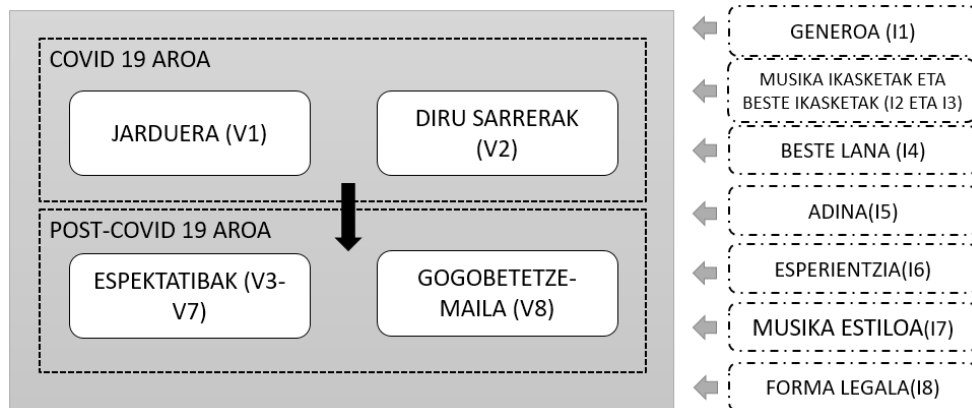 COVID 19 AROA
JARDUERA (V1)
DIRU SARRERAK
(V2)
POST-COVID 19 AROA
ESPEKTATIBAK (V3-
V7)
GOGOBETETZE-
MAILA (V8)
GENEROA (I1)
MUSIKA IKASKETAK ETA
BESTE IKASKETAK (I2 ETA I3)
BESTE LANA (I4)
ADINA(I5)
ESPERIENTZIA(I6)
MUSIKA ESTILOA(I7)
FORMA LEGALA(I8)